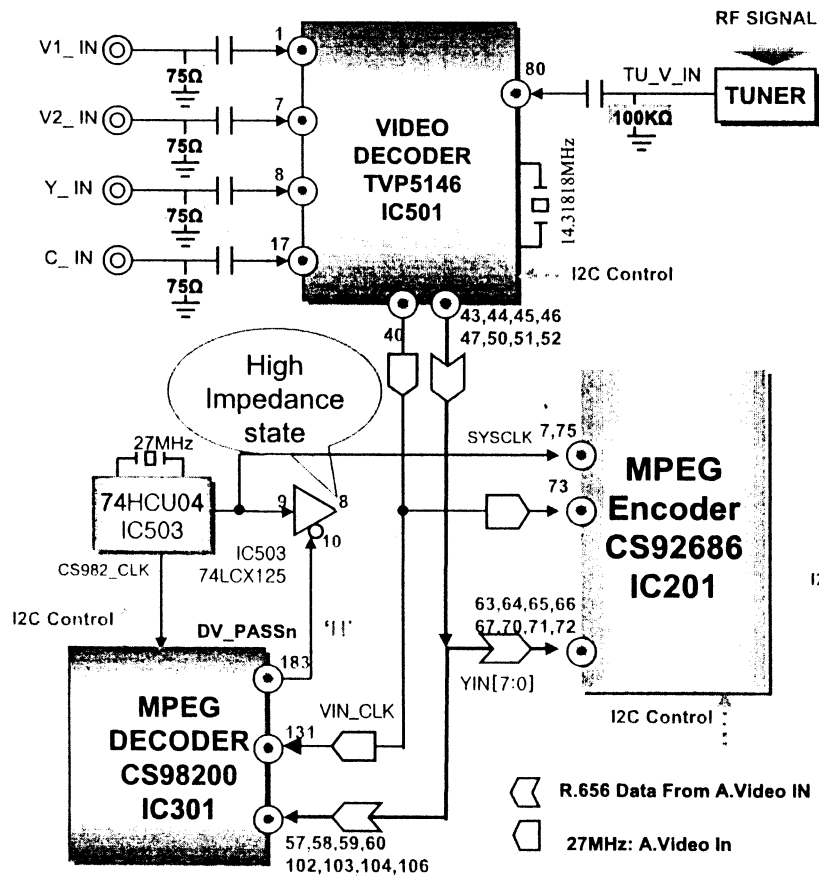 RF SIGNAL
V1_ IN
75Ω
1
V2_ IN
75Ω
7
Y_ IN
75Ω
8
C_ IN
75Ω
17
VIDEO
DECODER
TVP5146
IC501
80
TU_V_IN
100KΩ
TUNER
14.31818MHz
I2C Control
40
43,44,45,46
47,50,51,52
High
Impedance
state
27MHz
74HCU04
IC503
9
8
10
IC503
74LCX125
SYSCLK
7,75
73
MPEG
Encoder
CS92686
IC201
CS982_CLK
I2C Control
DV_PASSn
'H'
63,64,65,66
67,70,71,72
YIN[7:0]
I2C Control
183
MPEG
DECODER
CS98200
IC301
VIN_CLK
131
57,58,59,60
102,103,104,106
R.656 Data From A.Video IN
27MHz: A.Video In